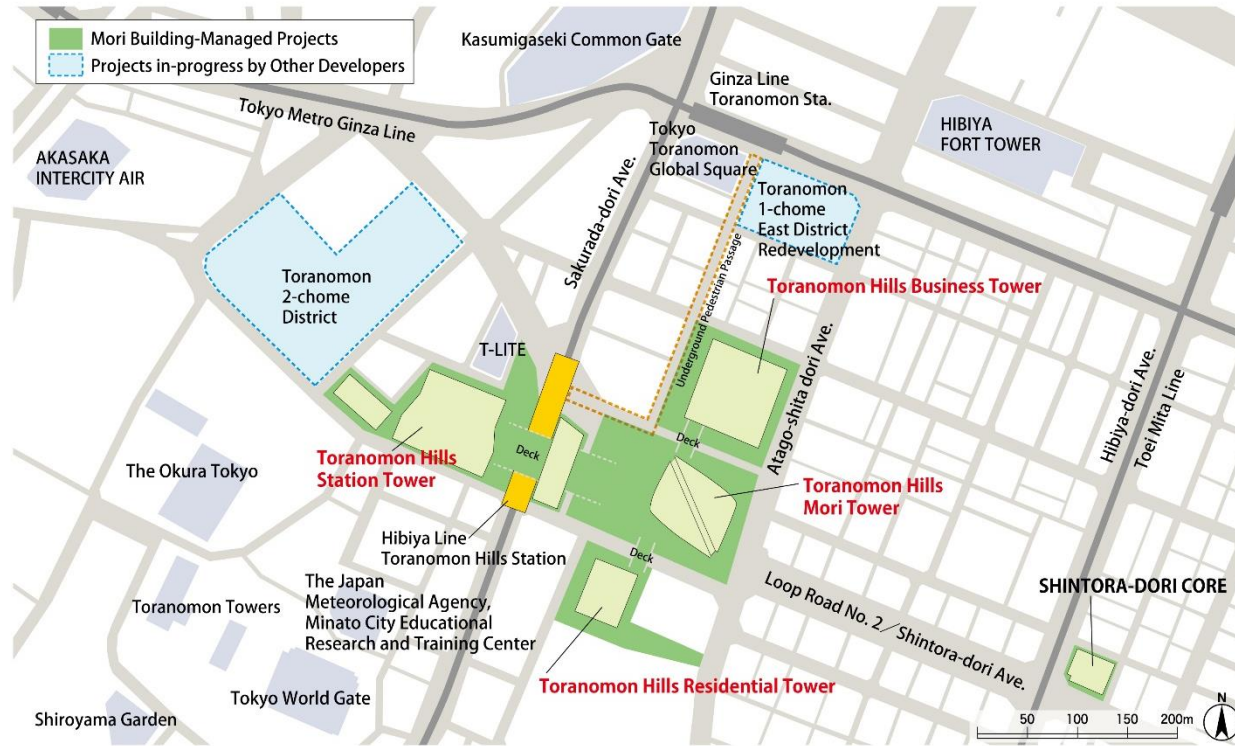 Mori Building-Managed Projects
Projects in-progress by Other Developers
Kasumigaseki Common Gate
Ginza Line
Toranomon Sta.
Tokyo Metro Ginza Line
AKASAKA
INTERCITY AIR
Tokyo
Toranomon
Global Square
HIBIYA
FORT TOWER
Sakurada-dori Ave.
Toranomon
1-chome
East District
Redevelopment
Underground Pedestrian Passage
Toranomon
2-chome
District
Toranomon Hills Business Tower
T-LITE
Atago-shita dori Ave.
Hibiya-dori Ave.
Toei Mita Line
Deck
Deck
Toranomon Hills
Station Tower
The Okura Tokyo
Toranomon Hills
Mori Tower
Hibiya Line
Toranomon Hills Station
Deck
The Japan
Meteorological Agency,
Minato City Educational
Research and Training Center
Toranomon Towers
Loop Road No. 2／Shintora-dori Ave.
SHINTORA-DORI CORE
Toranomon Hills Residential Tower
Tokyo World Gate
Shiroyama Garden
N
50 100 150 200m